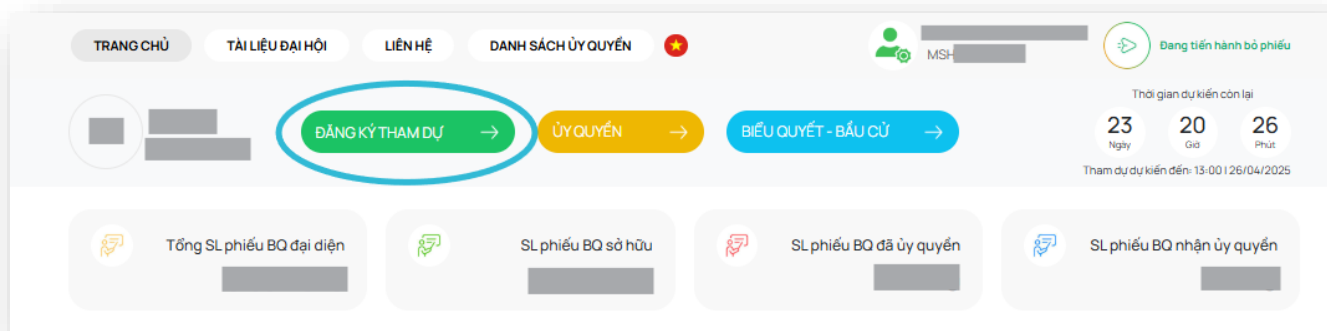 TRANG CHỦ TÀI LIỆU ĐẠI HỘI LIÊN HỆ DANH SÁCH ỦY QUYỀN
MSH
Đang tiến hành bỏ phiếu
ĐĂNG KÝ THAM DỰ → ỦY QUYỀN → BIỂU QUYẾT - BẦU CỬ →
Thời gian dự kiến còn lại
23 20 26
Ngày Giờ Phút
Tham dự dự kiến đến: 13:00 | 26/04/2025
Tổng SL phiếu BQ đại diện SL phiếu BQ sở hữu SL phiếu BQ đã ủy quyền SL phiếu BQ nhận ủy quyền